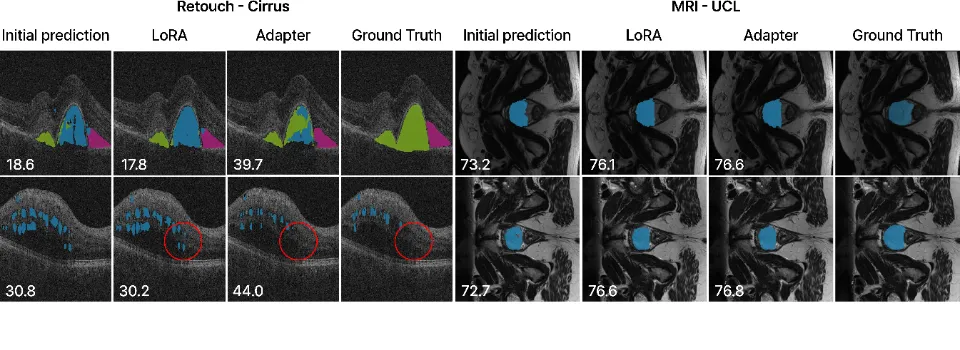 Retouch - Cirrus
MRI - UCL
Initial prediction LoRA Adapter Ground Truth Initial prediction LoRA Adapter Ground Truth
18.6 17.8 39.7 73.2 76.1 76.6
30.8 30.2 44.0 72.7 76.6 76.8